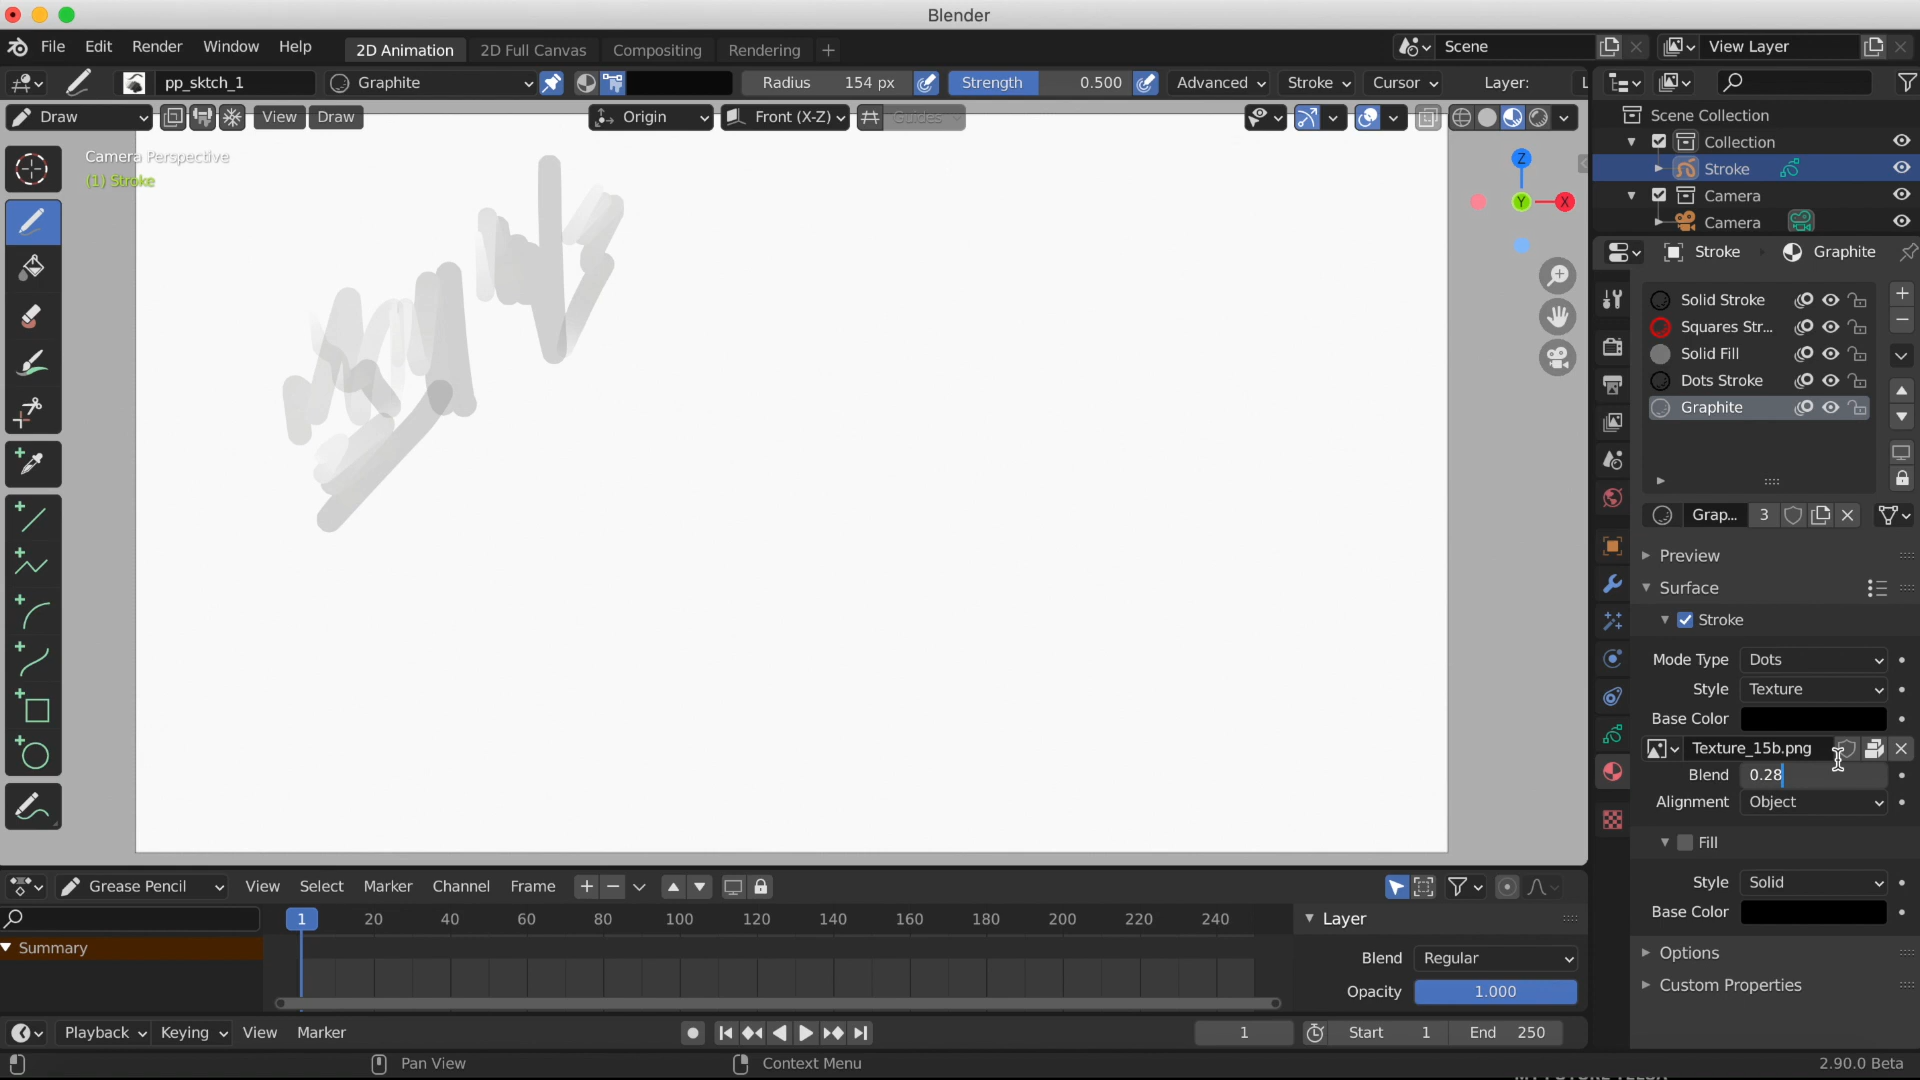 Blender
File Edit Render Window Help 2D Animation 2D Full Canvas Compositing Rendering + Scene View Layer
pp_sktch_1 Graphite Radius 154 px Strength 0.500 Advanced Stroke Cursor Layer: L
Draw View Draw Origin Front (X-Z) Guides
Scene Collection
Collection
Stroke
Camera
Camera
Camera Perspective
(1) Stroke
Z
Y
X
Stroke Graphite
Solid Stroke
Squares Str...
Solid Fill
Dots Stroke
Graphite
Grap... 3
Preview
Surface
Stroke
Mode Type Dots
Style Texture
Base Color
Texture_15b.png
Blend 0.28
Alignment Object
Fill
Style Solid
Base Color
Options
Custom Properties
Grease Pencil View Select Marker Channel Frame
1 20 40 60 80 100 120 140 160 180 200 220 240
Summary
Layer
Blend Regular
Opacity 1.000
Playback Keying View Marker 1 Start 1 End 250
Pan View Context Menu 2.90.0 Beta